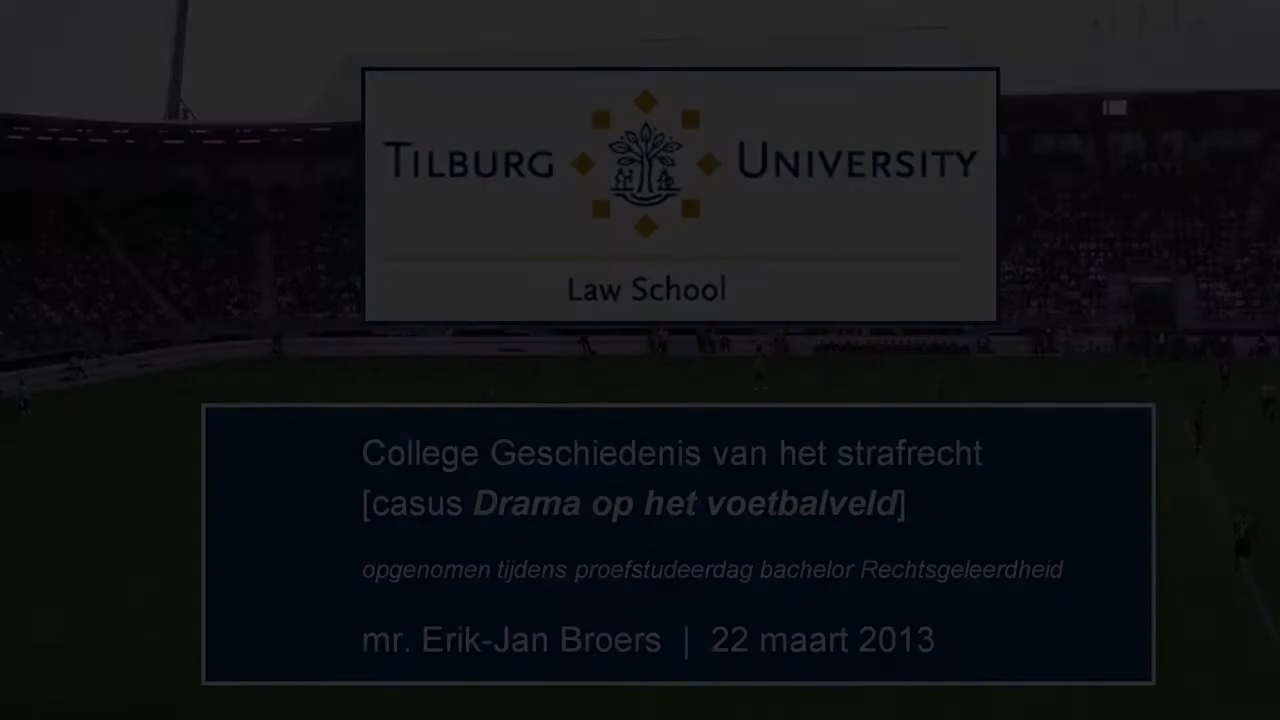 TILBURG UNIVERSITY
Law School
College Geschiedenis van het strafrecht
[casus Drama op het voetbalveld]
opgenomen tijdens proefstudeerdag bachelor Rechtsgeleerdheid
mr. Erik-Jan Broers | 22 maart 2013